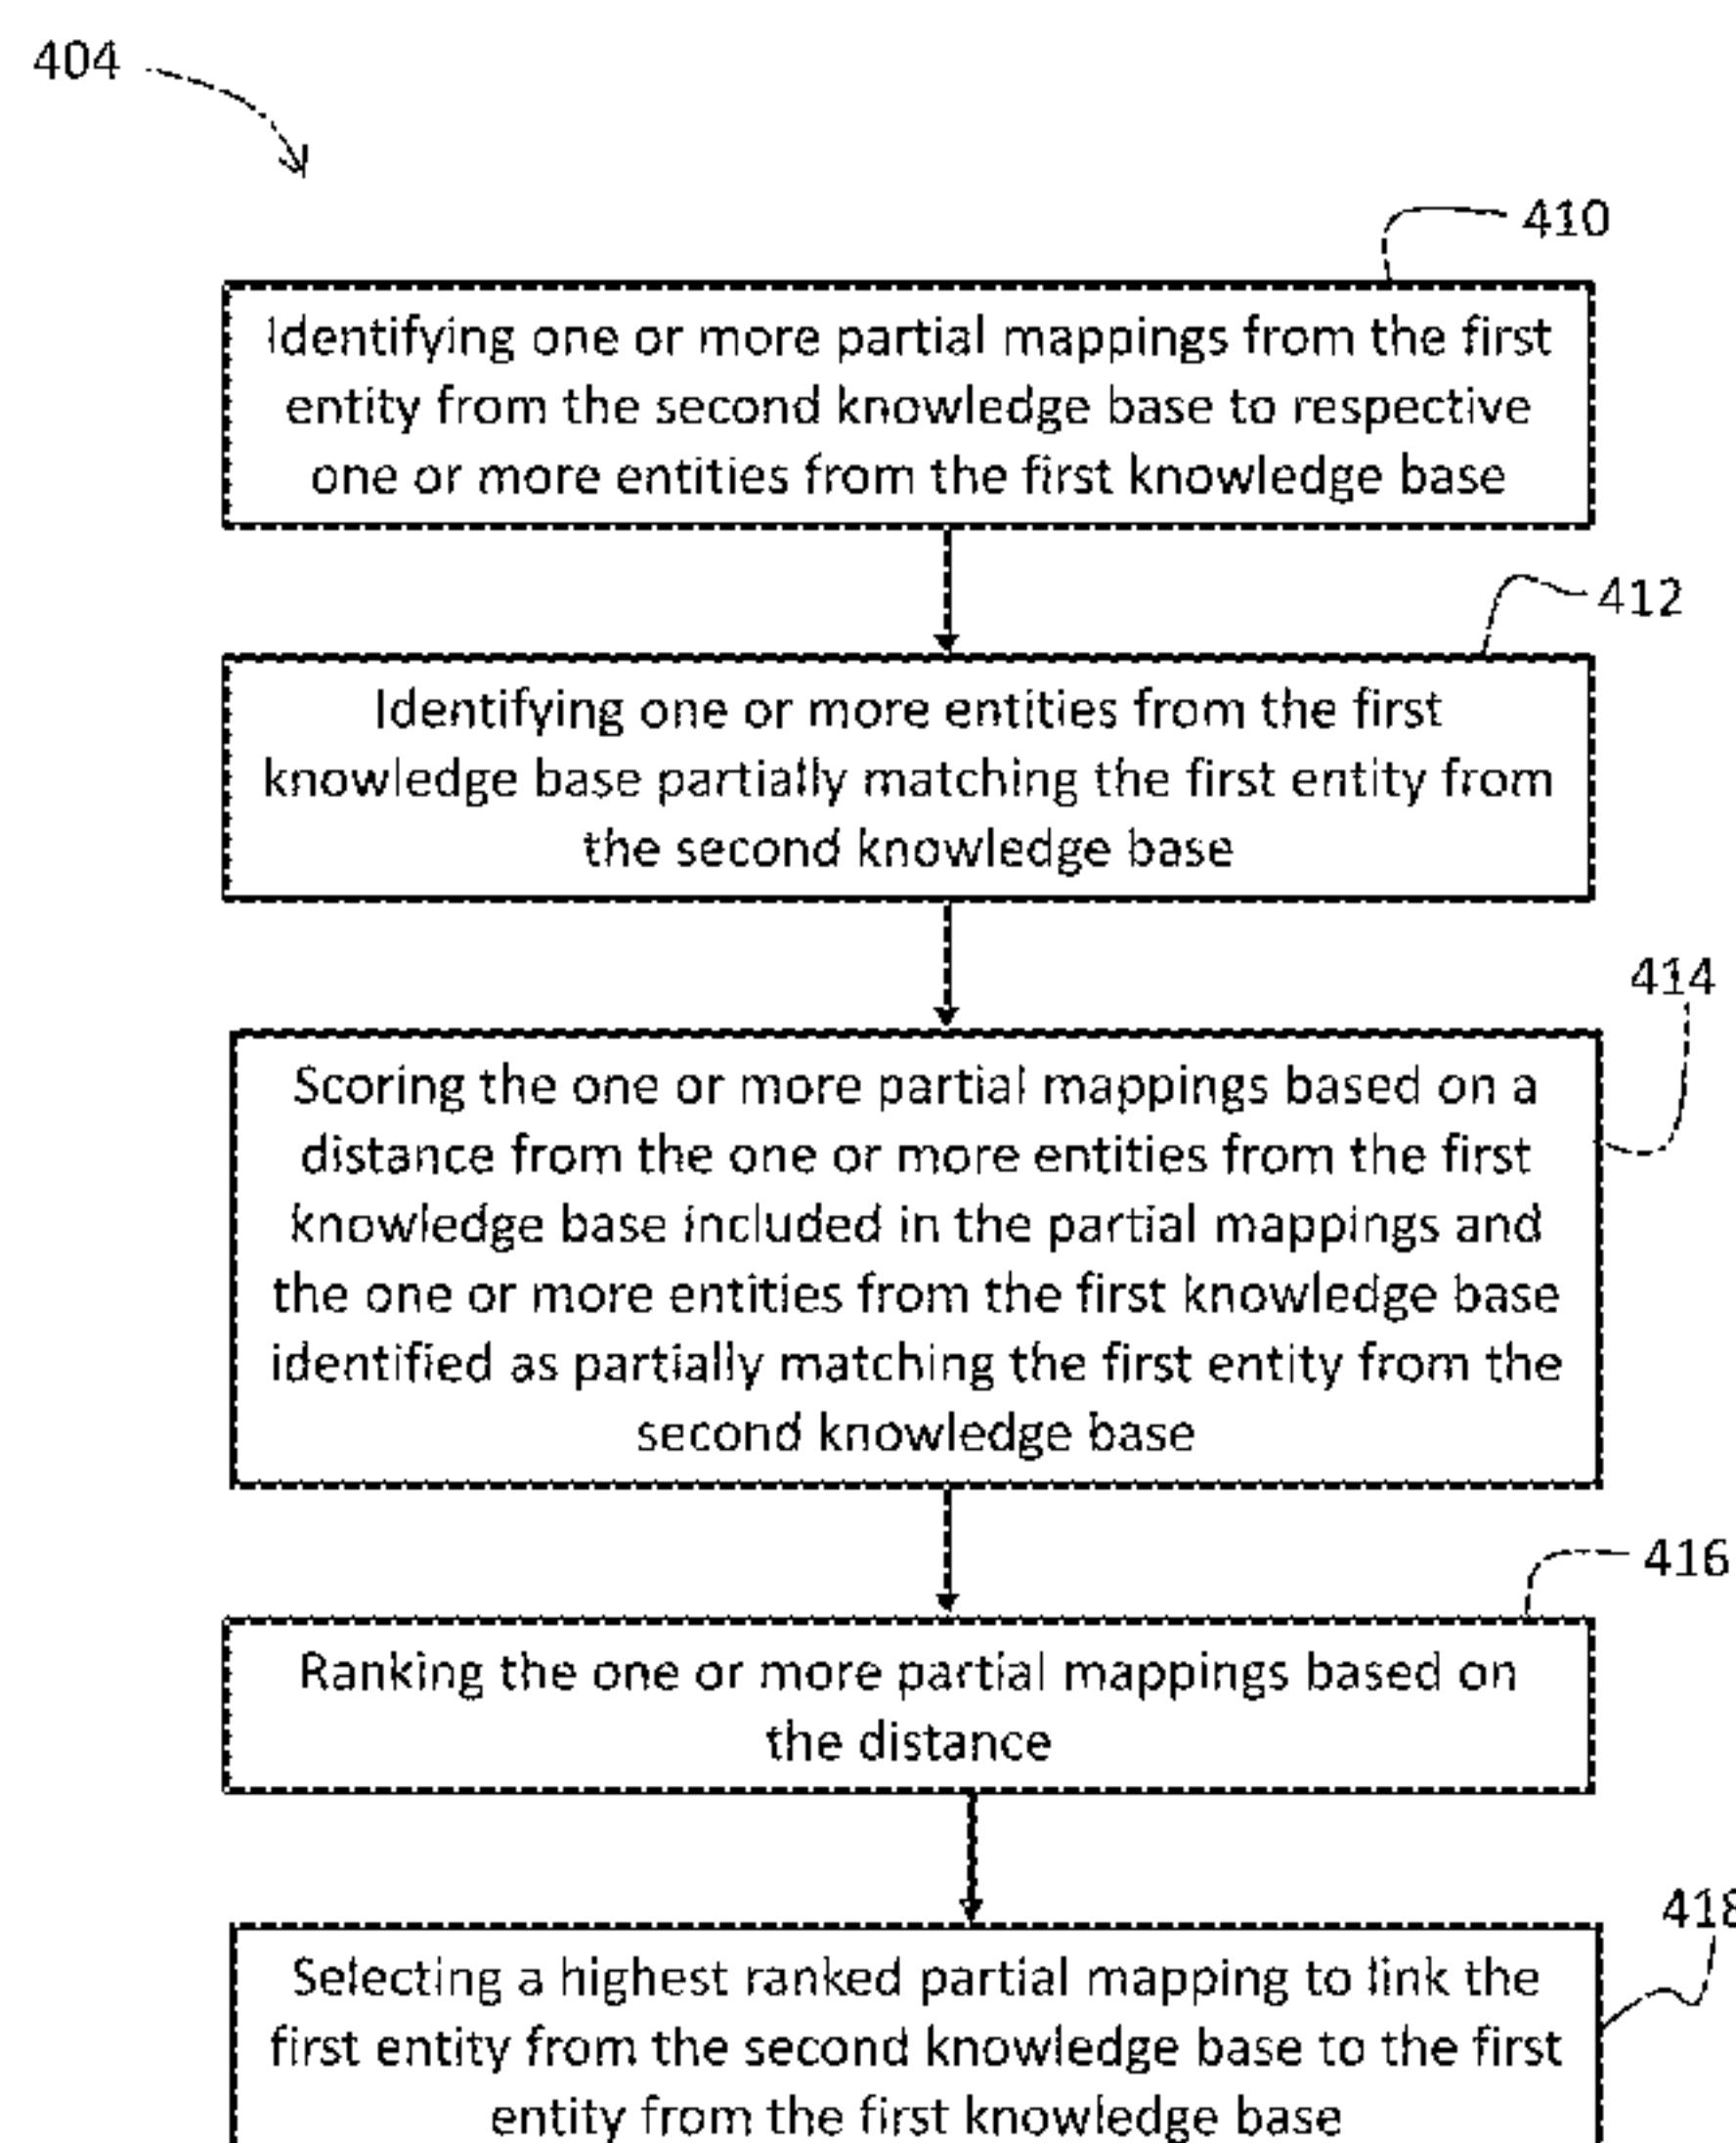 404
410
Identifying one or more partial mappings from the first
entity from the second knowledge base to respective
one or more entities from the first knowledge base
412
Identifying one or more entities from the first
knowledge base partially matching the first entity from
the second knowledge base
414
Scoring the one or more partial mappings based on a
distance from the one or more entities from the first
knowledge base included in the partial mappings and
the one or more entities from the first knowledge base
identified as partially matching the first entity from the
second knowledge base
416
Ranking the one or more partial mappings based on
the distance
418
Selecting a highest ranked partial mapping to link the
first entity from the second knowledge base to the first
entity from the first knowledge base